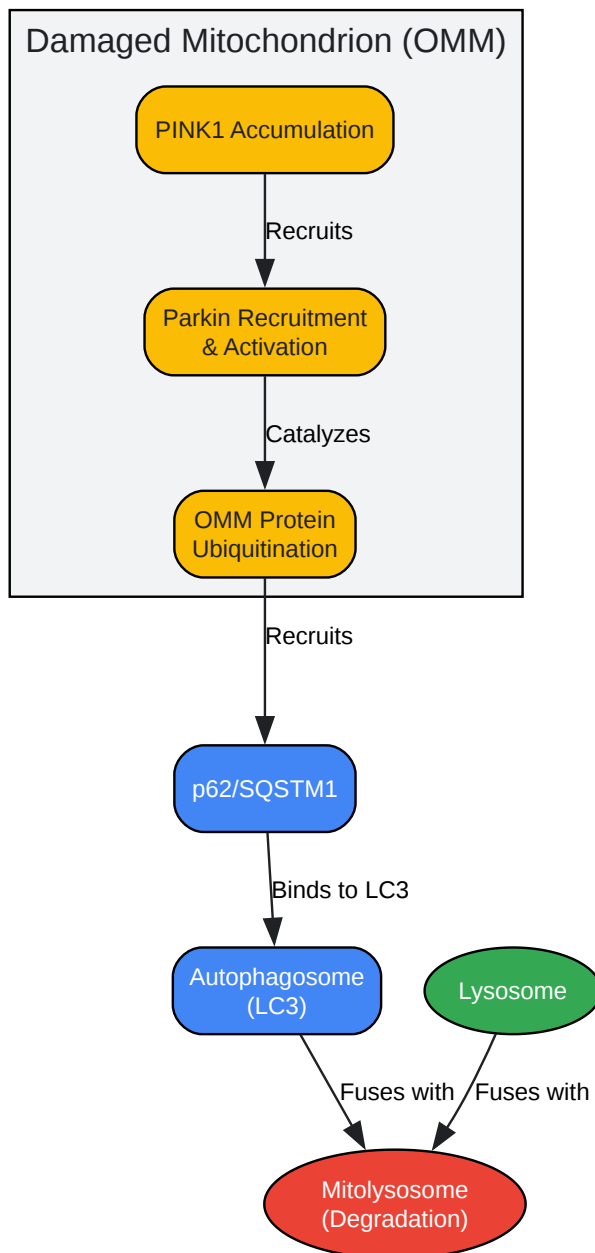 Damaged Mitochondrion (OMM)
PINK1 Accumulation
Recruits
Parkin Recruitment
& Activation
Catalyzes
OMM Protein
Ubiquitination
Recruits
p62/SQSTM1
Binds to LC3
Autophagosome
(LC3)
Lysosome
Fuses with
Fuses with
Mitolysosome
(Degradation)